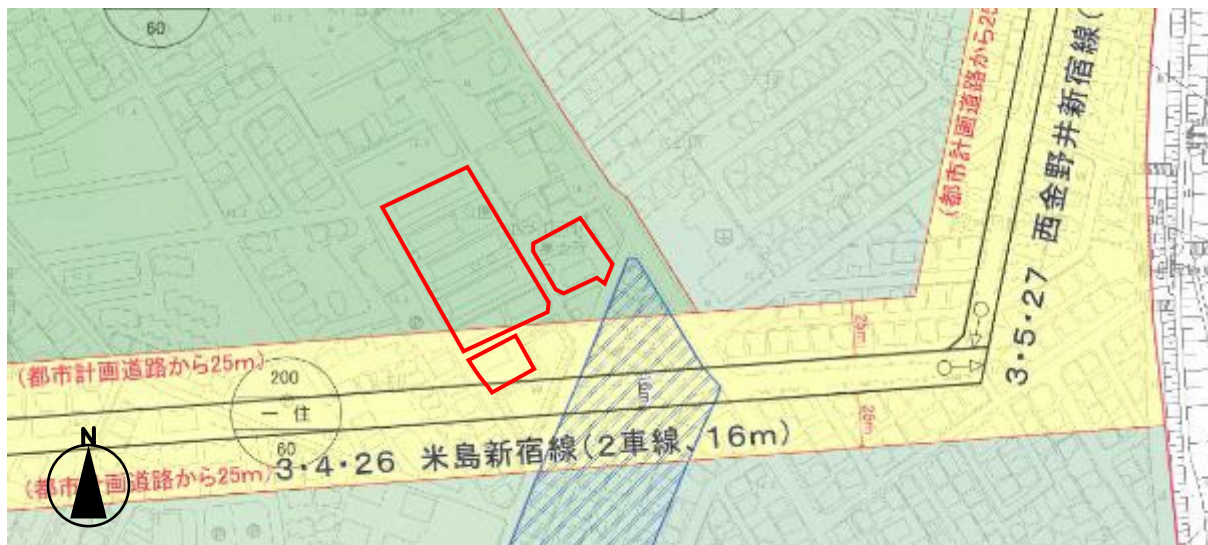 60
(都市計画道路から25
西金野井新宿線(
3・5・27
25m
(都市計画道路から25m)
200
一住
60
16m
25m
3・4・26 米島新宿線(2車線、16m)
(都市計画道路から25m)
N